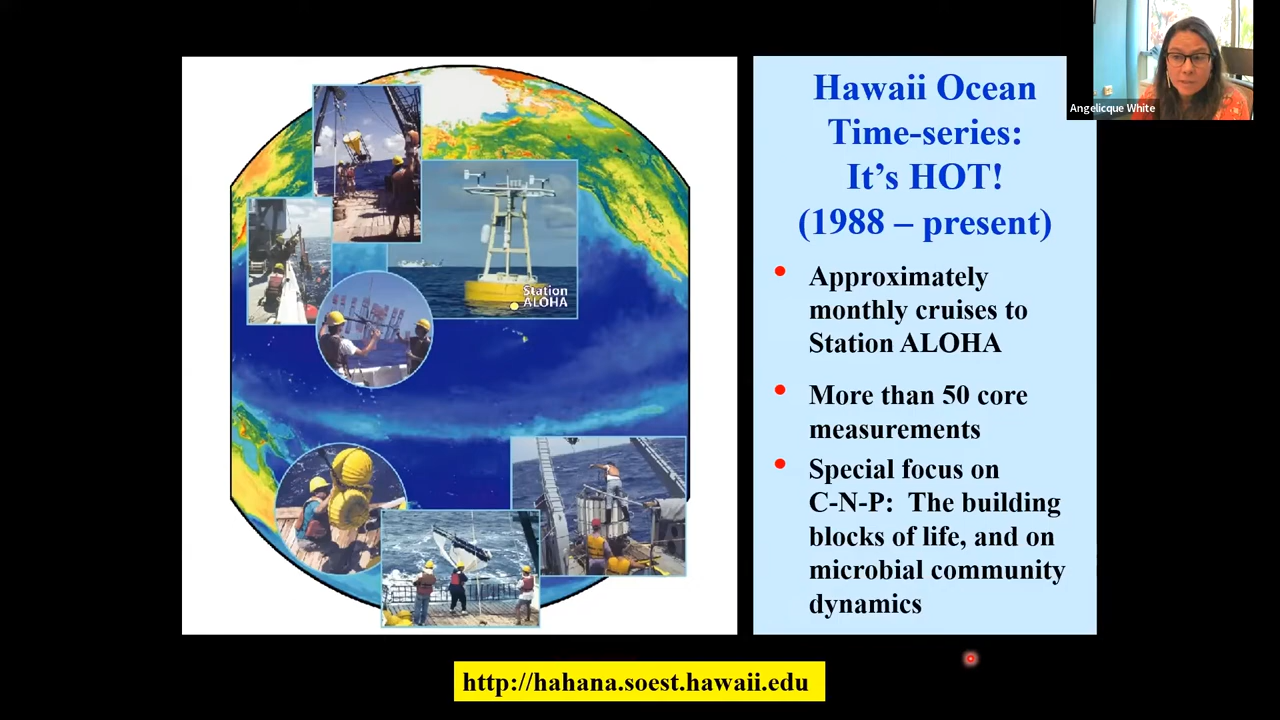 Station
ALOHA
Hawaii Ocean
Time-series:
It’s HOT!
(1988 – present)
• Approximately
monthly cruises to
Station ALOHA
• More than 50 core
measurements
• Special focus on
C-N-P: The building
blocks of life, and on
microbial community
dynamics
Angelicque White
http://hahana.soest.hawaii.edu